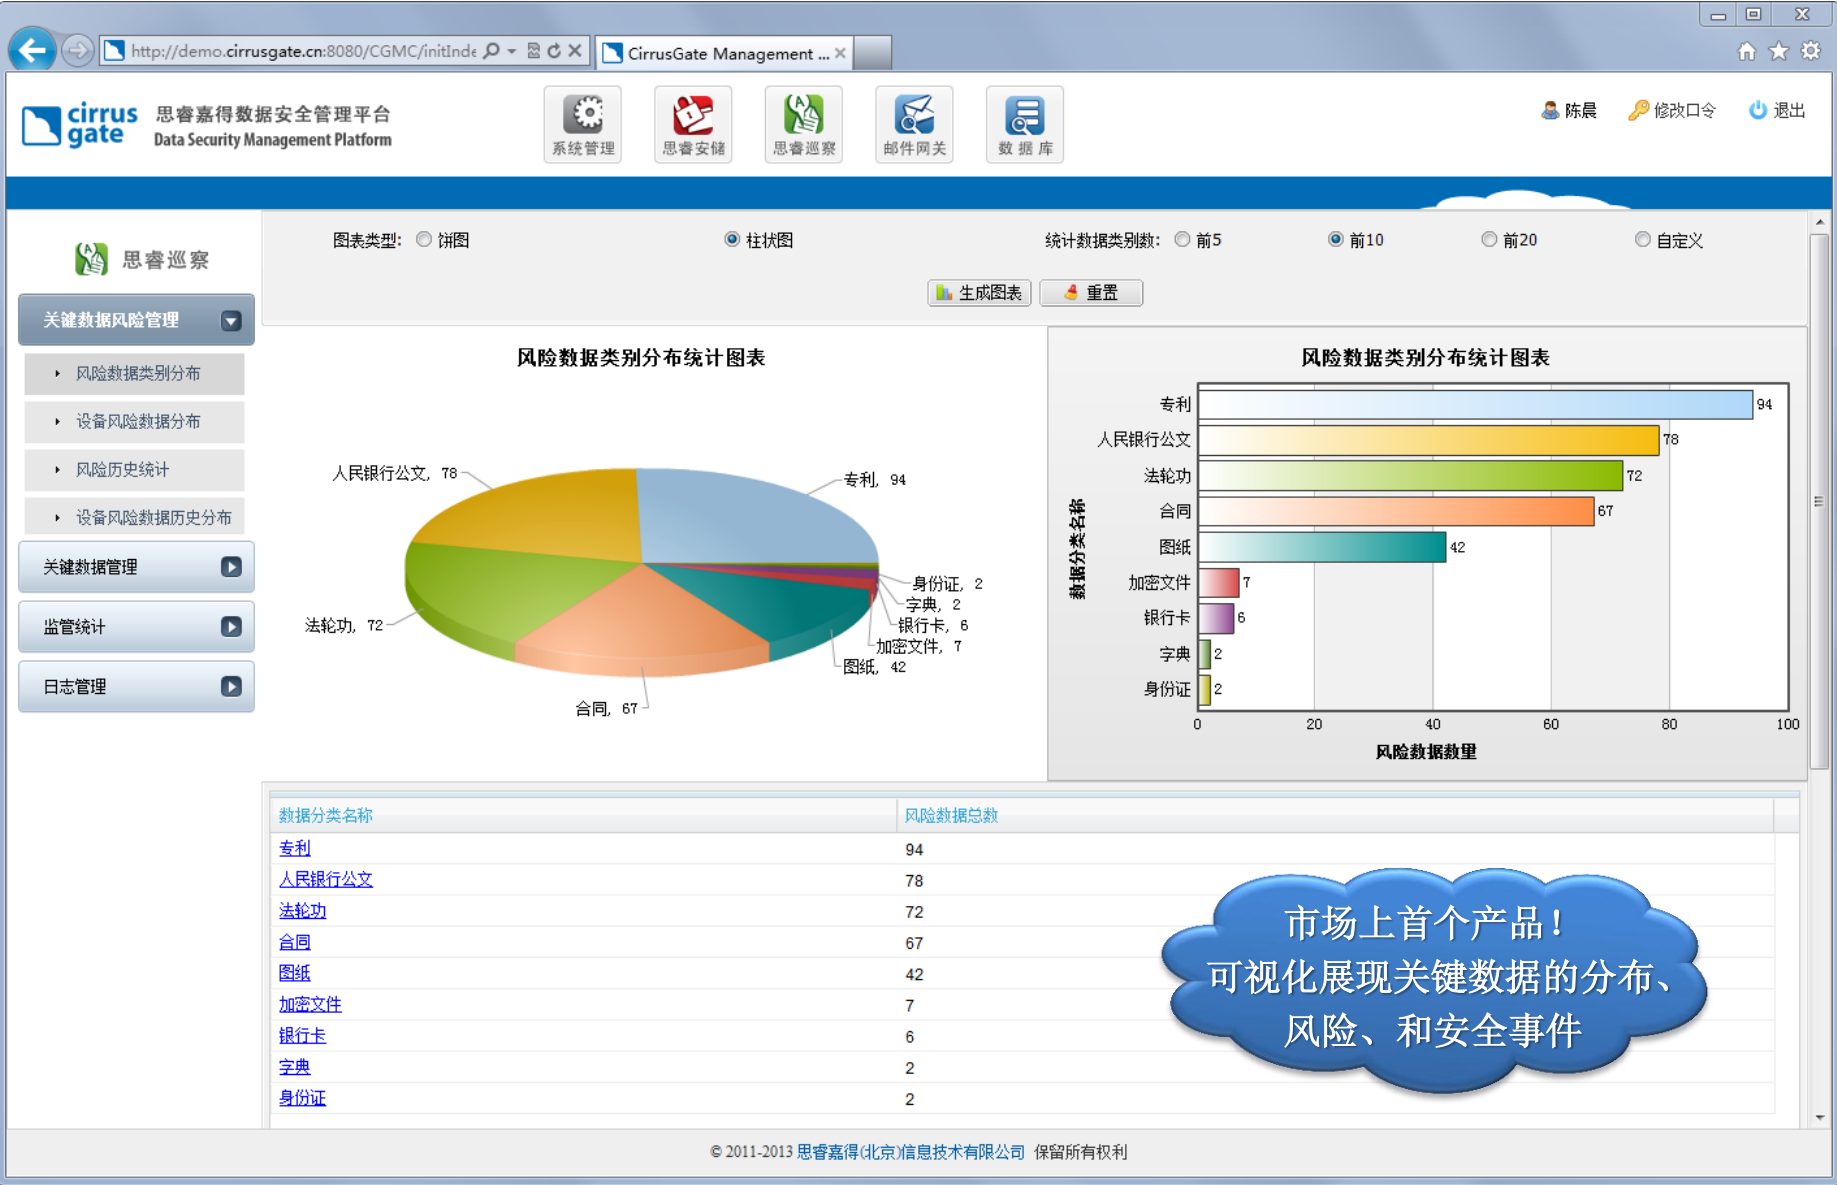 http://demo.cirrusgate.cn:8080/CGMC/initInde
CirrusGate Management ...
cirrus gate
思睿嘉得数据安全管理平台
Data Security Management Platform
系统管理
思睿安储
思睿巡察
邮件网关
数据库
陈晨
修改口令
退出
思睿巡察
关键数据风险管理
风险数据类别分布
设备风险数据分布
风险历史统计
设备风险数据历史分布
关键数据管理
监管统计
日志管理
图表类型: 饼图 柱状图 统计数据类别数: 前5 前10 前20 自定义
生成图表 重置
风险数据类别分布统计图表
人民银行公文, 78
专利, 94
身份证, 2
字典, 2
银行卡, 6
加密文件, 7
图纸, 42
法轮功, 72
合同, 67
风险数据类别分布统计图表
数据分类名称
专利 94
人民银行公文 78
法轮功 72
合同 67
图纸 42
加密文件 7
银行卡 6
字典 2
身份证 2
0 20 40 60 80 100
风险数据数量
数据分类名称 风险数据总数
专利 94
人民银行公文 78
法轮功 72
合同 67
图纸 42
加密文件 7
银行卡 6
字典 2
身份证 2
市场上首个产品！
可视化展现关键数据的分布、
风险、和安全事件
© 2011-2013 思睿嘉得(北京)信息技术有限公司 保留所有权利